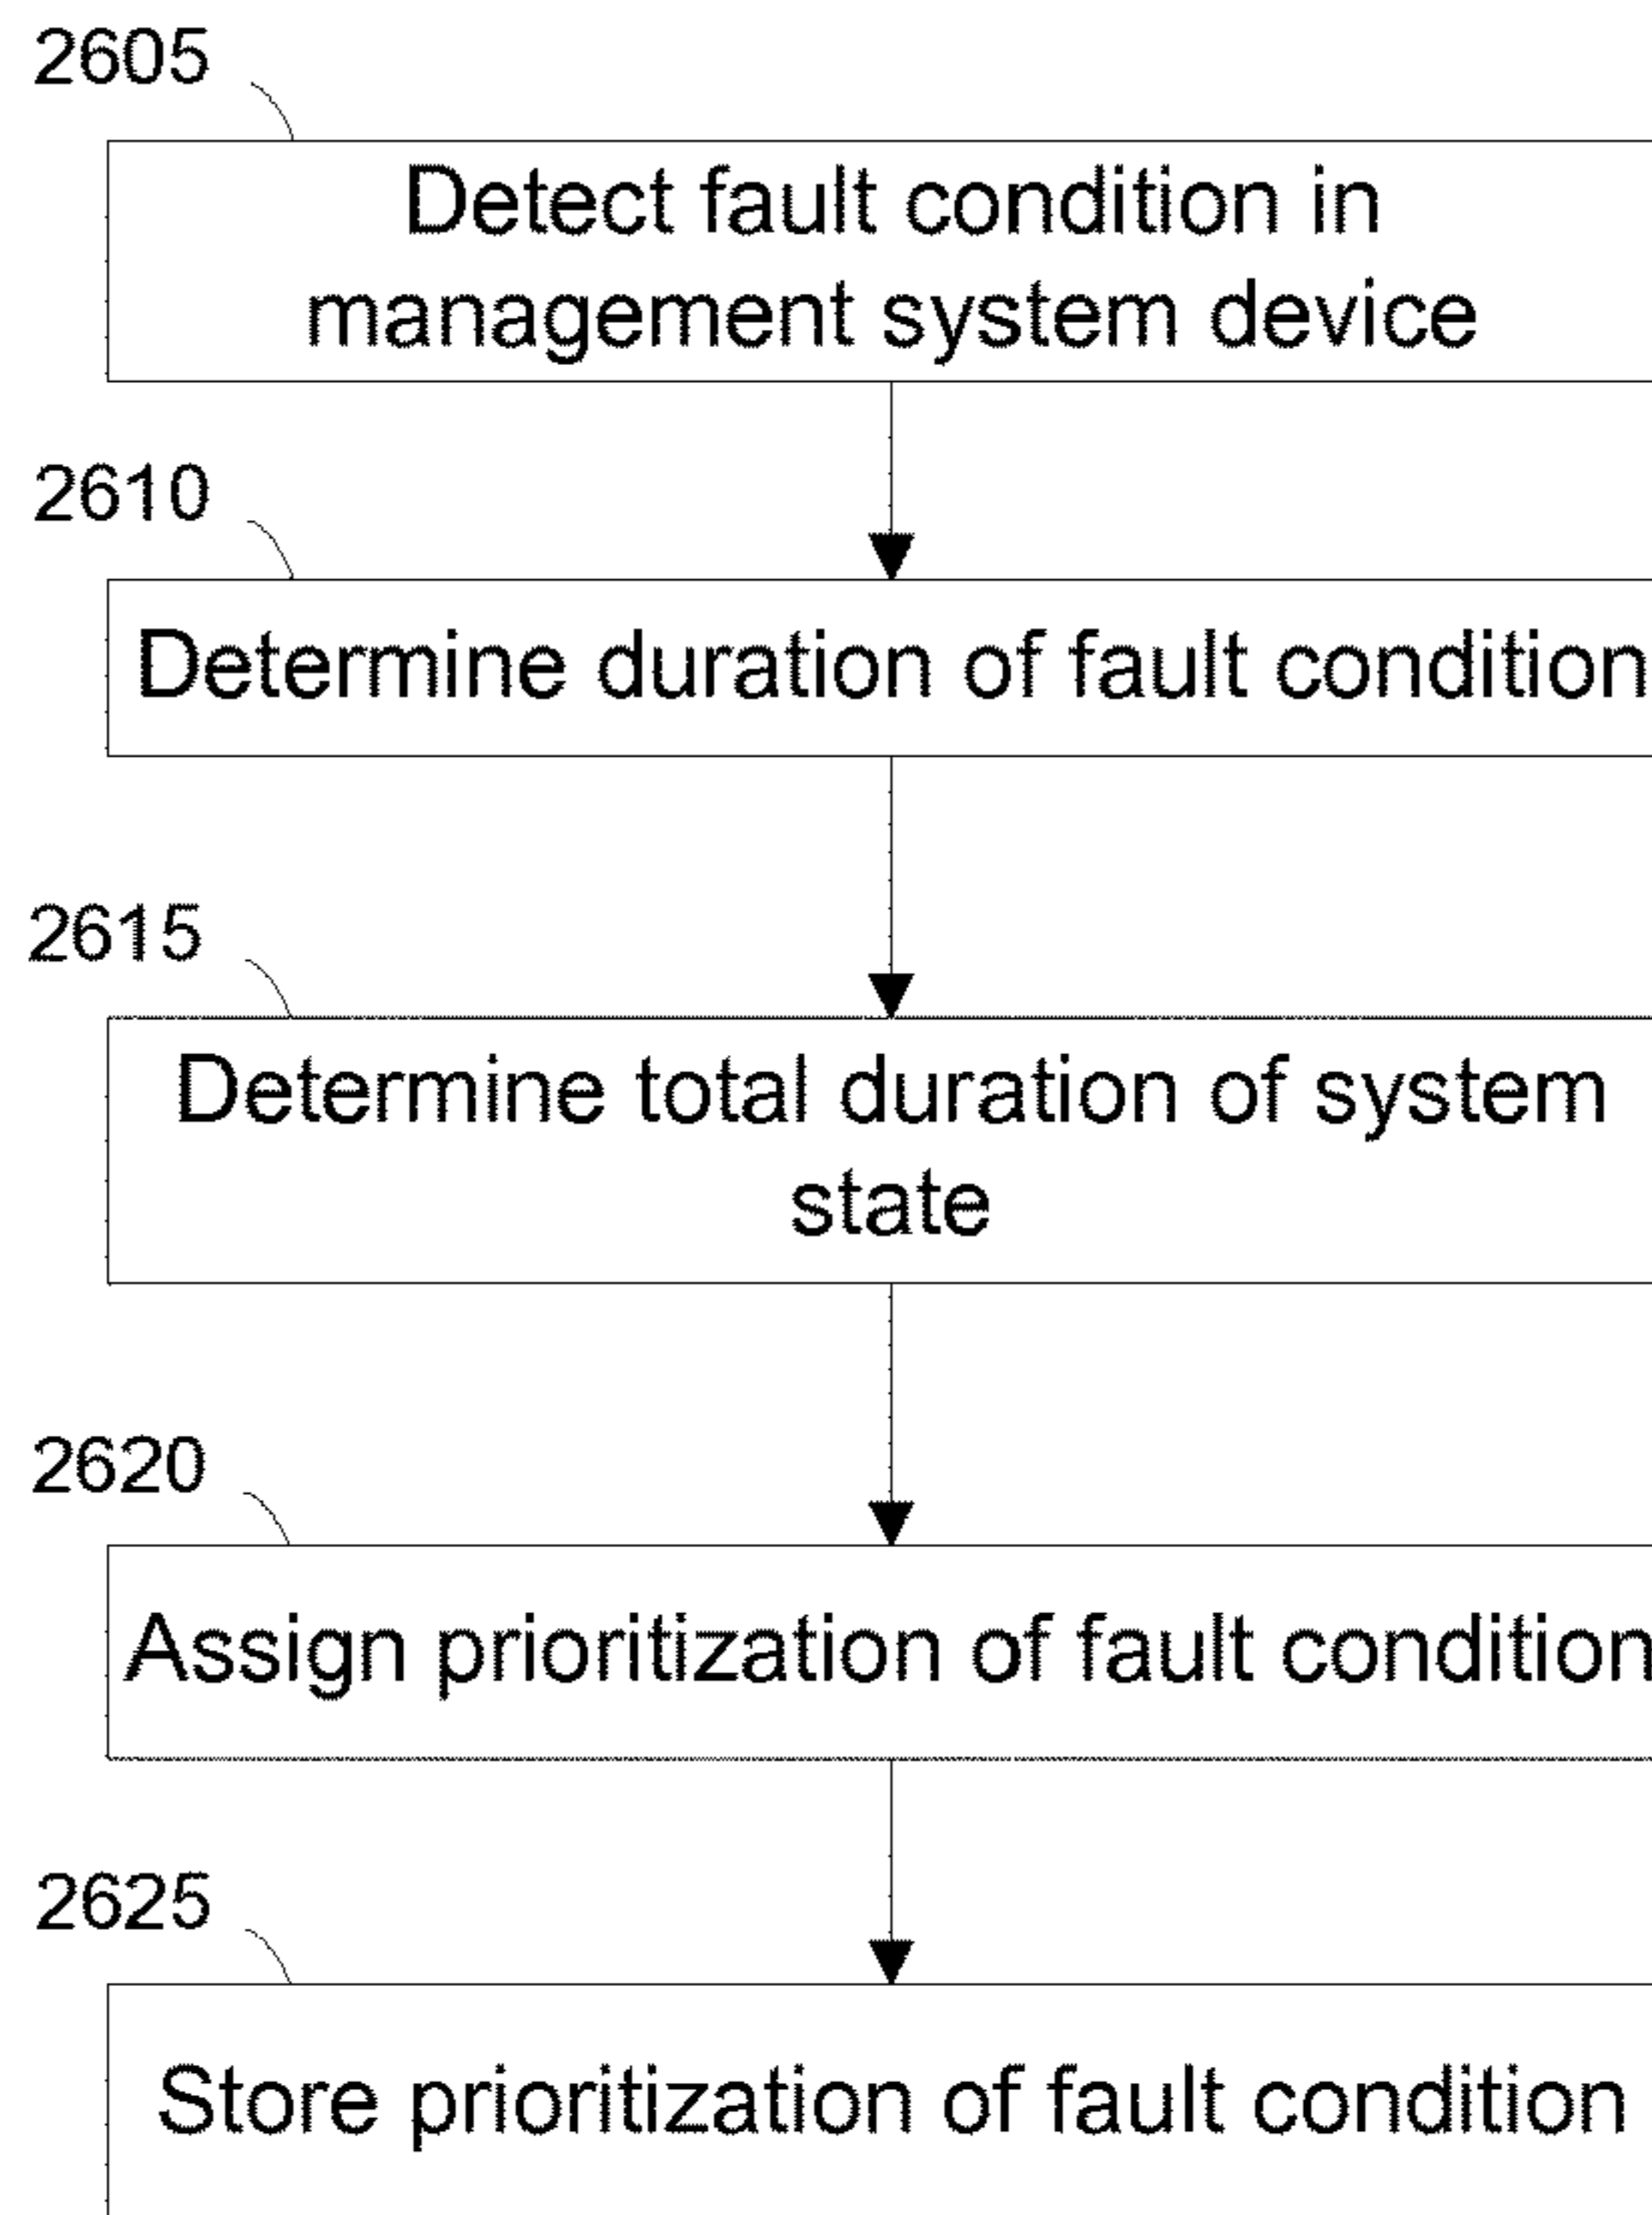 2605
Detect fault condition in
management system device
2610
Determine duration of fault condition
2615
Determine total duration of system
state
2620
Assign prioritization of fault condition
2625
Store prioritization of fault condition